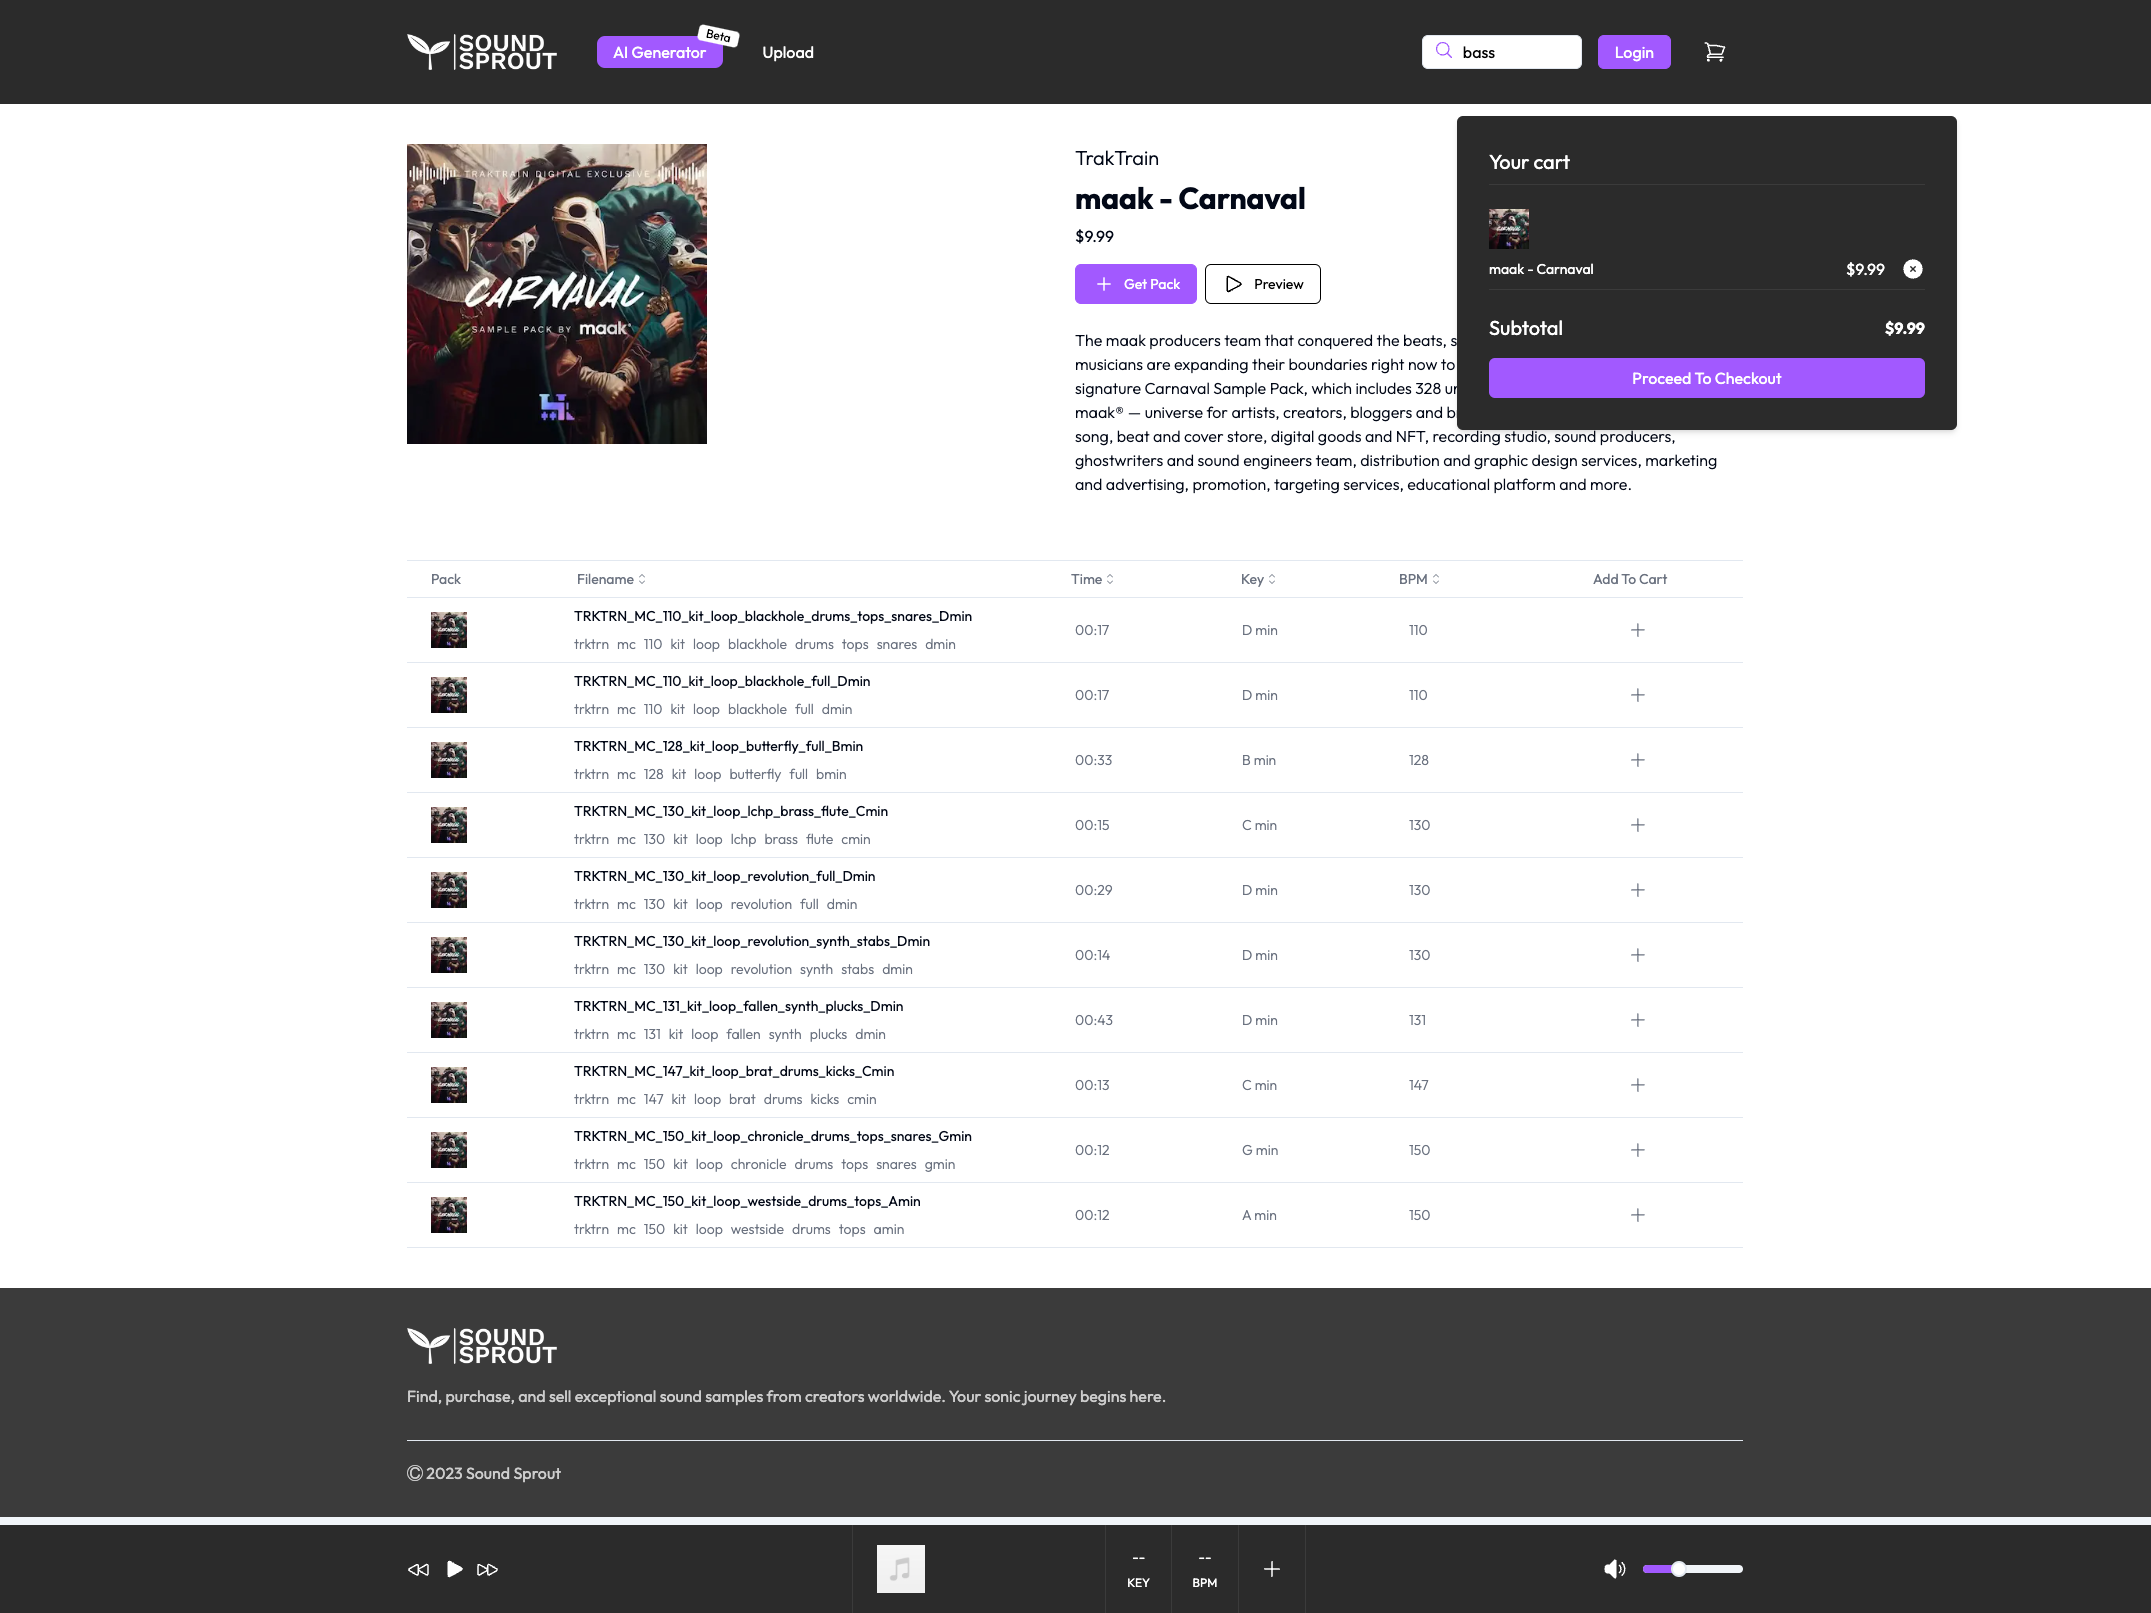 SOUND
SPROUT
AI Generator
Beta
Upload
bass
Login
TRAKTRAIN DIGITAL EXCLUSIVE
CARNAVAL
SAMPLE PACK BY maak
TrakTrain
maak - Carnaval
$9.99
Get Pack
Preview
The maak producers team that conquered the beats, s
musicians are expanding their boundaries right now to
signature Carnaval Sample Pack, which includes 328 un
maak® — universe for artists, creators, bloggers and br
song, beat and cover store, digital goods and NFT, recording studio, sound producers,
ghostwriters and sound engineers team, distribution and graphic design services, marketing
and advertising, promotion, targeting services, educational platform and more.
Your cart
maak - Carnaval $9.99
Subtotal $9.99
Proceed To Checkout
Pack Filename Time Key BPM Add To Cart
TRKTRN_MC_110_kit_loop_blackhole_drums_tops_snares_Dmin
trktrn mc 110 kit loop blackhole drums tops snares dmin
00:17 D min 110
TRKTRN_MC_110_kit_loop_blackhole_full_Dmin
trktrn mc 110 kit loop blackhole full dmin
00:17 D min 110
TRKTRN_MC_128_kit_loop_butterfly_full_Bmin
trktrn mc 128 kit loop butterfly full bmin
00:33 B min 128
TRKTRN_MC_130_kit_loop_lchp_brass_flute_Cmin
trktrn mc 130 kit loop lchp brass flute cmin
00:15 C min 130
TRKTRN_MC_130_kit_loop_revolution_full_Dmin
trktrn mc 130 kit loop revolution full dmin
00:29 D min 130
TRKTRN_MC_130_kit_loop_revolution_synth_stabs_Dmin
trktrn mc 130 kit loop revolution synth stabs dmin
00:14 D min 130
TRKTRN_MC_131_kit_loop_fallen_synth_plucks_Dmin
trktrn mc 131 kit loop fallen synth plucks dmin
00:43 D min 131
TRKTRN_MC_147_kit_loop_brat_drums_kicks_Cmin
trktrn mc 147 kit loop brat drums kicks cmin
00:13 C min 147
TRKTRN_MC_150_kit_loop_chronicle_drums_tops_snares_Gmin
trktrn mc 150 kit loop chronicle drums tops snares gmin
00:12 G min 150
TRKTRN_MC_150_kit_loop_westside_drums_tops_Amin
trktrn mc 150 kit loop westside drums tops amin
00:12 A min 150
SOUND
SPROUT
Find, purchase, and sell exceptional sound samples from creators worldwide. Your sonic journey begins here.
© 2023 Sound Sprout
-- --
KEY BPM